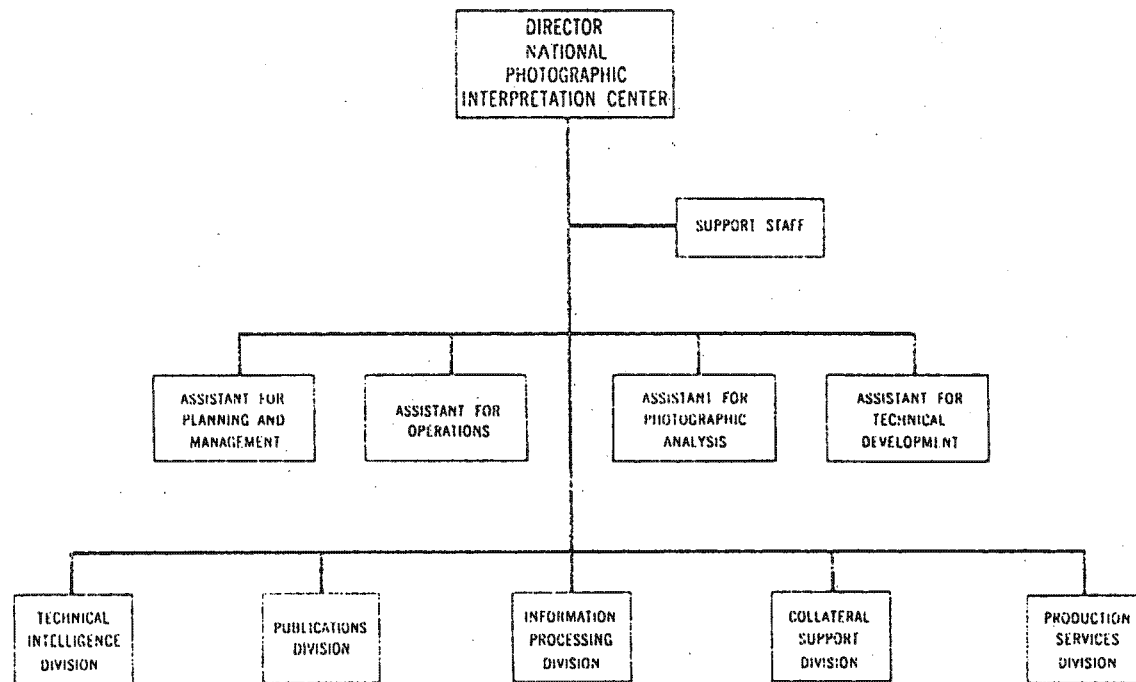 DIRECTOR
NATIONAL
PHOTOGRAPHIC
INTERPRETATION CENTER
SUPPORT STAFF
ASSISTANT FOR
PLANNING AND
MANAGEMENT
ASSISTANT FOR
OPERATIONS
ASSISTANT FOR
PHOTOGRAPHIC
ANALYSIS
ASSISTANT FOR
TECHNICAL
DEVELOPMENT
TECHNICAL
INTELLIGENCE
DIVISION
PUBLICATIONS
DIVISION
INFORMATION
PROCESSING
DIVISION
COLLATERAL
SUPPORT
DIVISION
PRODUCTION
SERVICES
DIVISION